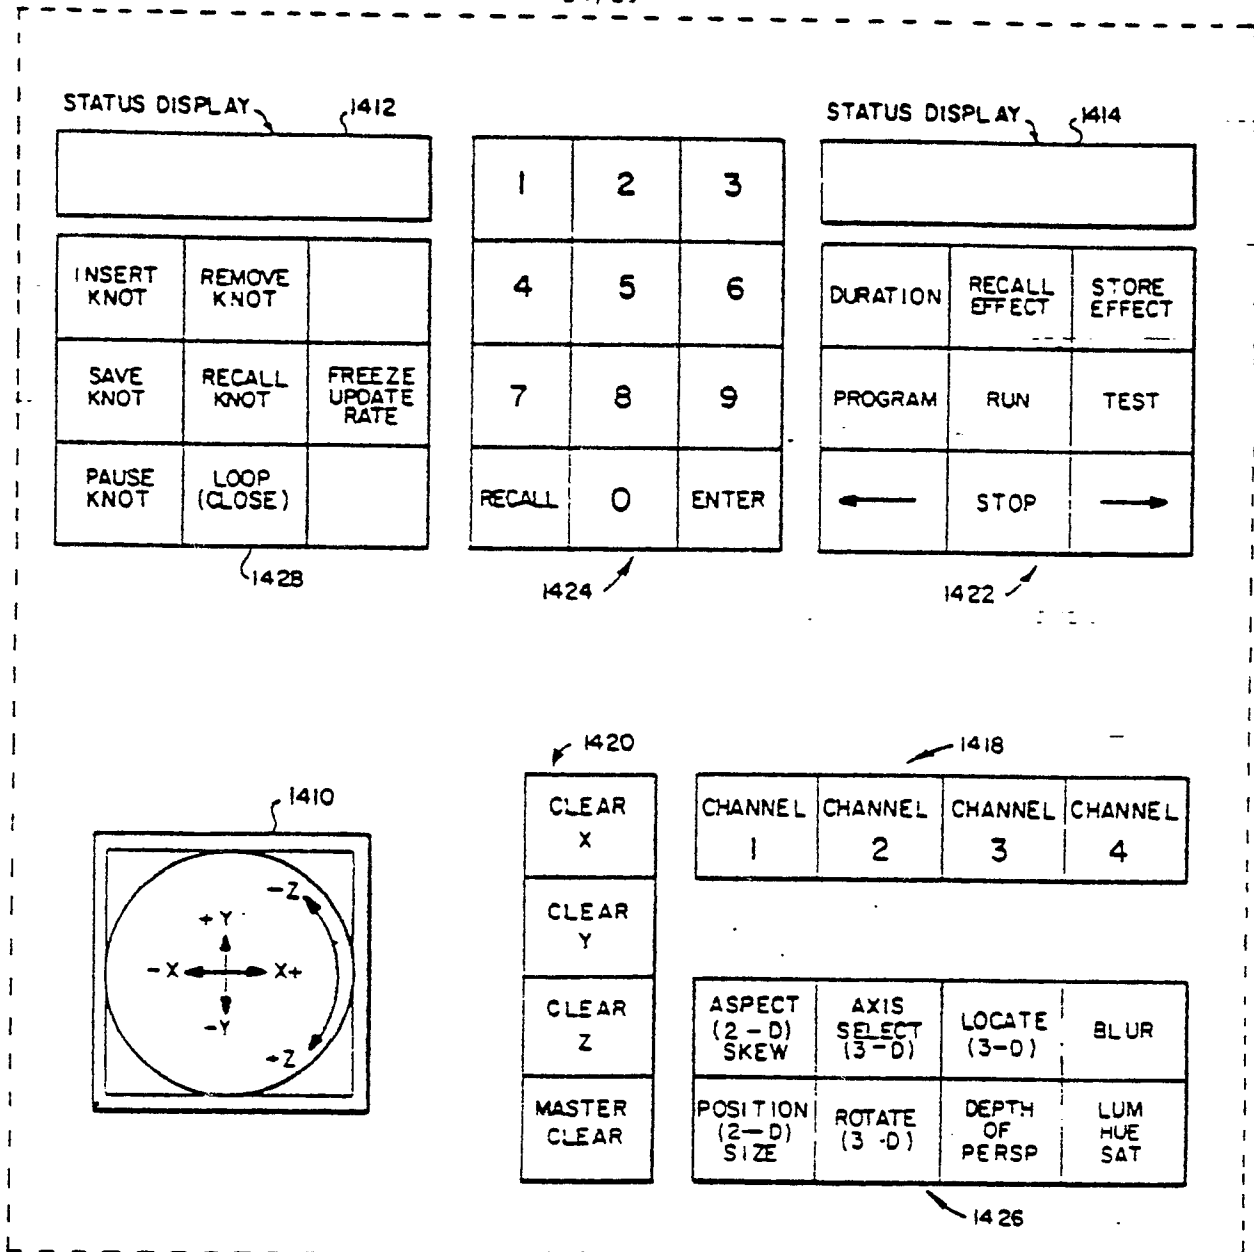 STATUS DISPLAY
1412
INSERT
KNOT
REMOVE
KNOT
SAVE
KNOT
RECALL
KNOT
FREEZE
UPDATE
RATE
PAUSE
KNOT
LOOP
(CLOSE)
1428
1 2 3
4 5 6
7 8 9
RECALL 0 ENTER
1424
STATUS DISPLAY
1414
DURATION
RECALL
EFFECT
STORE
EFFECT
PROGRAM
RUN
TEST
STOP
1422
1410
-Z
+Y
-X X+
-Y
+Z
1420
CLEAR
X
CLEAR
Y
CLEAR
Z
MASTER
CLEAR
1418
CHANNEL
1
CHANNEL
2
CHANNEL
3
CHANNEL
4
ASPECT
(2-D)
SKEW
AXIS
SELECT
(3-D)
LOCATE
(3-D)
BLUR
POSITION
(2-D)
SIZE
ROTATE
(3-D)
DEPTH
OF
PERSP
LUM
HUE
SAT
1426